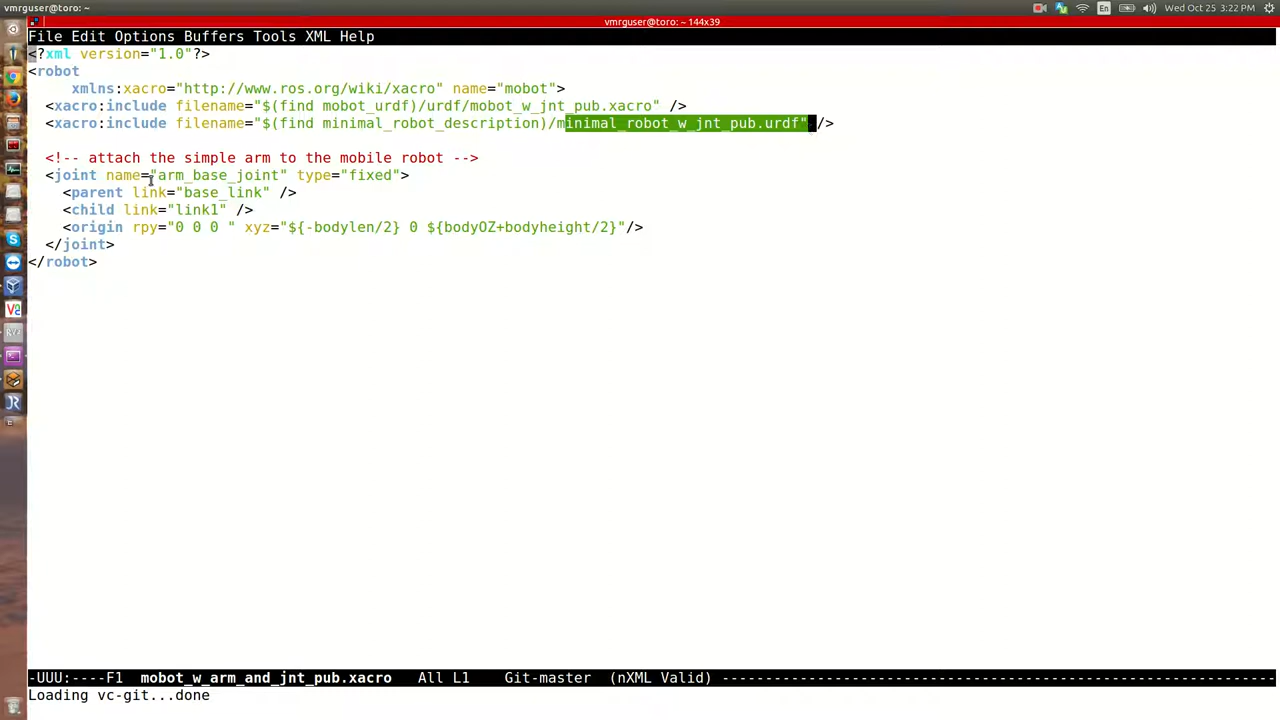 vmrguser@toro: ~
En
Wed Oct 25 3:22 PM
vmrguser@toro: ~ 144x39
File Edit Options Buffers Tools XML Help
<?xml version="1.0"?>
<robot
xmlns:xacro="http://www.ros.org/wiki/xacro" name="mobot">
<xacro:include filename="$(find mobot_urdf)/urdf/mobot_w_jnt_pub.xacro" />
<xacro:include filename="$(find minimal_robot_description)/minimal_robot_w_jnt_pub.urdf" />
<!-- attach the simple arm to the mobile robot -->
<joint name="arm_base_joint" type="fixed">
<parent link="base_link" />
<child link="link1" />
<origin rpy="0 0 0 " xyz="${-bodylen/2} 0 ${bodyOZ+bodyheight/2}"/>
</joint>
</robot>
-UUU:----F1 mobot_w_arm_and_jnt_pub.xacro All L1 Git-master (nXML Valid) ----------------------------------------------------------------
Loading vc-git...done